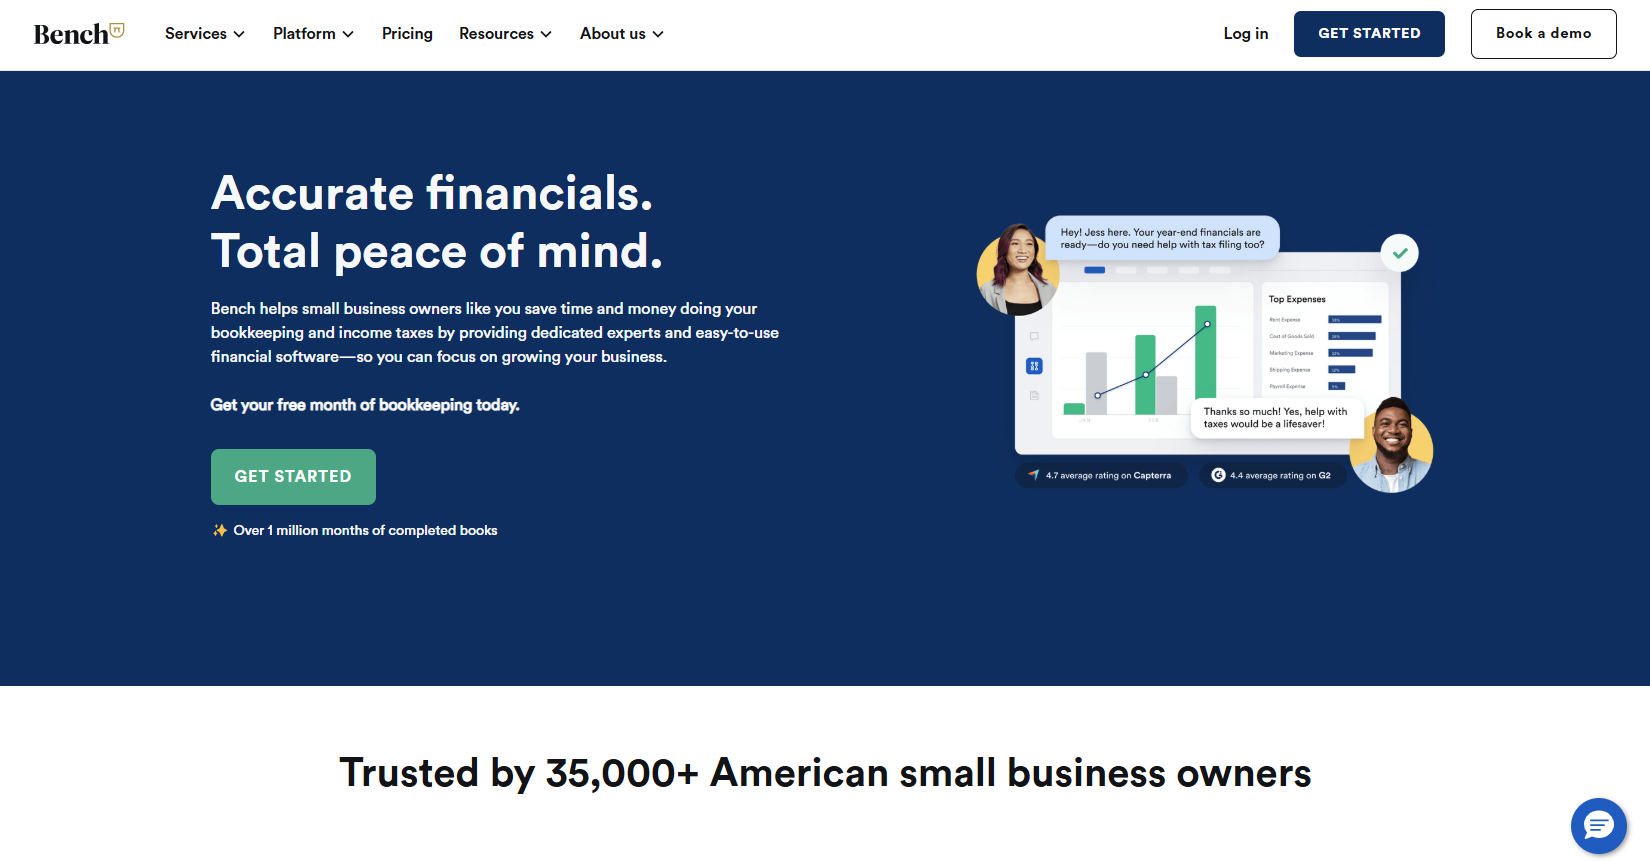 Bench
Services
Platform
Pricing
Resources
About us
Log in
GET STARTED
Book a demo
Accurate financials.
Total peace of mind.
Bench helps small business owners like you save time and money doing your
bookkeeping and income taxes by providing dedicated experts and easy-to-use
financial software—so you can focus on growing your business.
Get your free month of bookkeeping today.
GET STARTED
✨ Over 1 million months of completed books
Hey! Jess here. Your year-end financials are
ready—do you need help with tax filing too?
Top Expenses
Rent Expense
Cost of Goods Sold
Marketing Expense
Shipping Expense
Payroll Expense
Thanks so much! Yes, help with
taxes would be a lifesaver!
4.7 average rating on Capterra
4.4 average rating on G2
Trusted by 35,000+ American small business owners